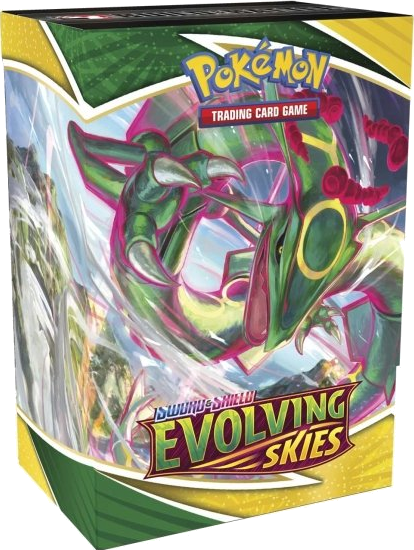 POKéMON
TRADING CARD GAME
SWORD & SHIELD
EVOLVING
SKIES